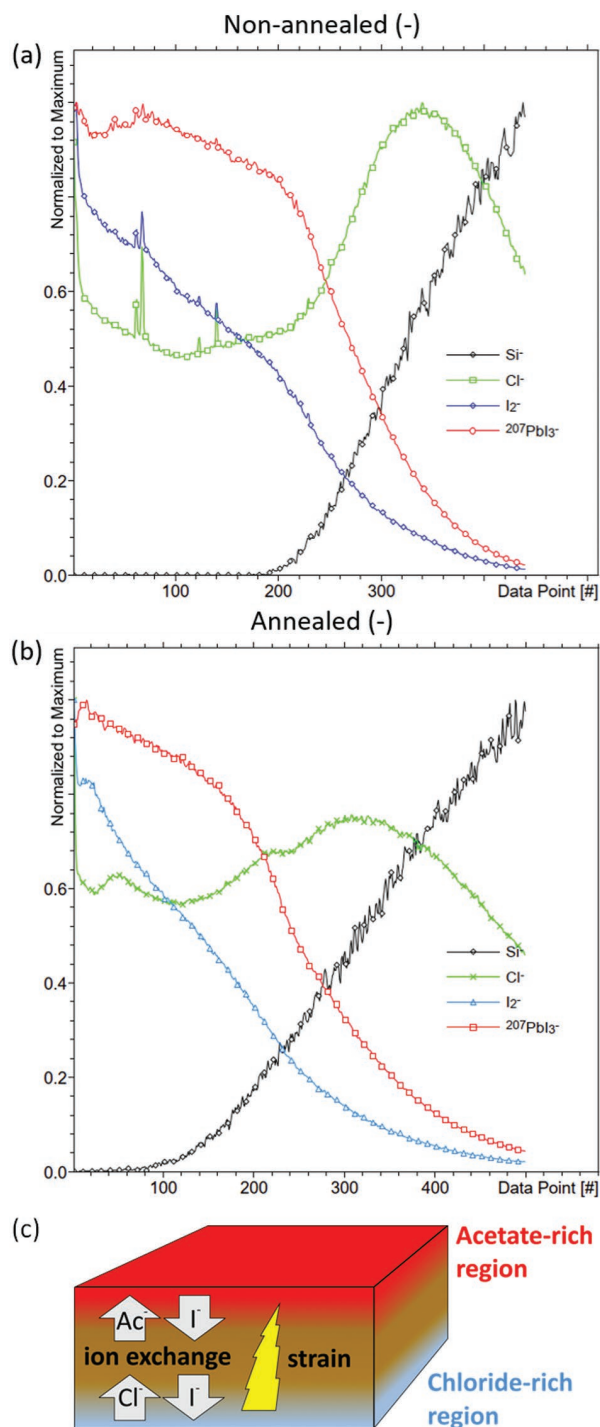 Non-annealed (-)
(a)
Normalized to Maximum
0.6
0.4
0.2
0.0
Si-
Cl-
I2-
207PbI3-
100
200
300
Data Point [#]
Annealed (-)
(b)
Normalized to Maximum
0.6
0.4
0.2
0.0
Si-
Cl-
I2-
207PbI3-
100
200
300
400
Data Point [#]
(c)
Acetate-rich
region
Ac- I-
ion exchange strain
Cl- I-
Chloride-rich
region